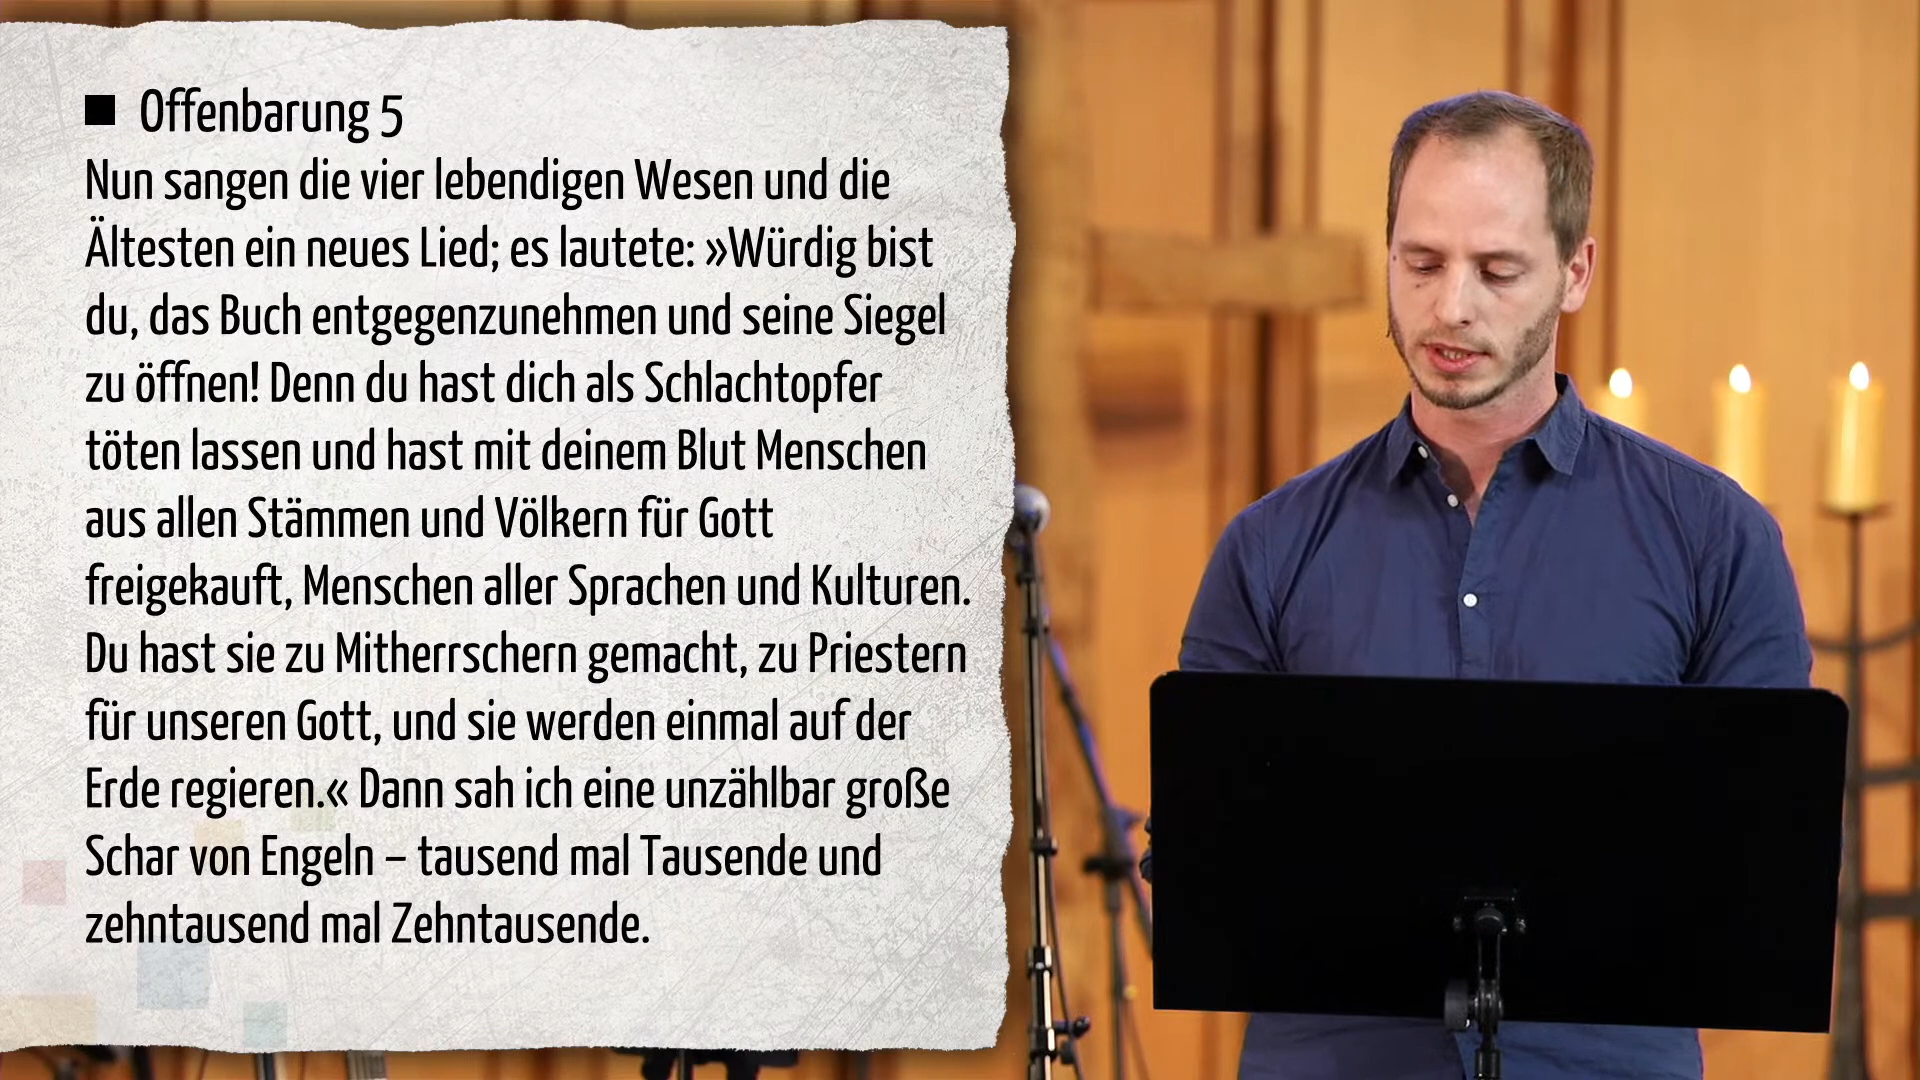 ■ Offenbarung 5
Nun sangen die vier lebendigen Wesen und die
Ältesten ein neues Lied; es lautete: »Würdig bist
du, das Buch entgegenzunehmen und seine Siegel
zu öffnen! Denn du hast dich als Schlachtopfer
töten lassen und hast mit deinem Blut Menschen
aus allen Stämmen und Völkern für Gott
freigekauft, Menschen aller Sprachen und Kulturen.
Du hast sie zu Mitherrschern gemacht, zu Priestern
für unseren Gott, und sie werden einmal auf der
Erde regieren.« Dann sah ich eine unzählbar große
Schar von Engeln – tausend mal Tausende und
zehntausend mal Zehntausende.